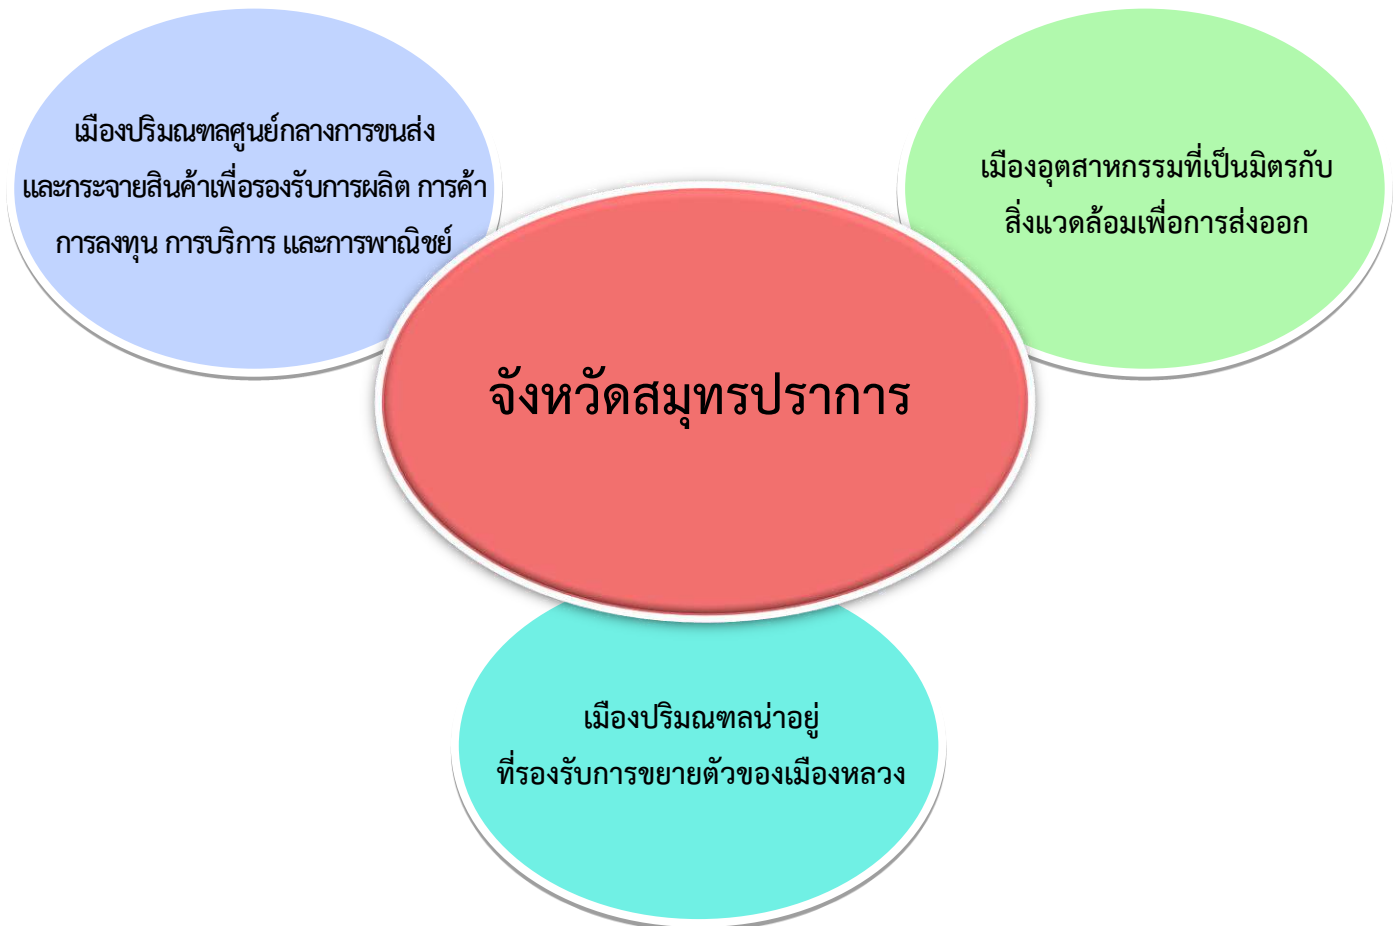 เมืองปริมณฑลศูนย์กลางการขนส่ง
และกระจายสินค้าเพื่อรองรับการผลิต การค้า
การลงทุน การบริการ และการพาณิชย์
เมืองอุตสาหกรรมที่เป็นมิตรกับ
สิ่งแวดล้อมเพื่อการส่งออก
จังหวัดสมุทรปราการ
เมืองปริมณฑลน่าอยู่
ที่รองรับการขยายตัวของเมืองหลวง